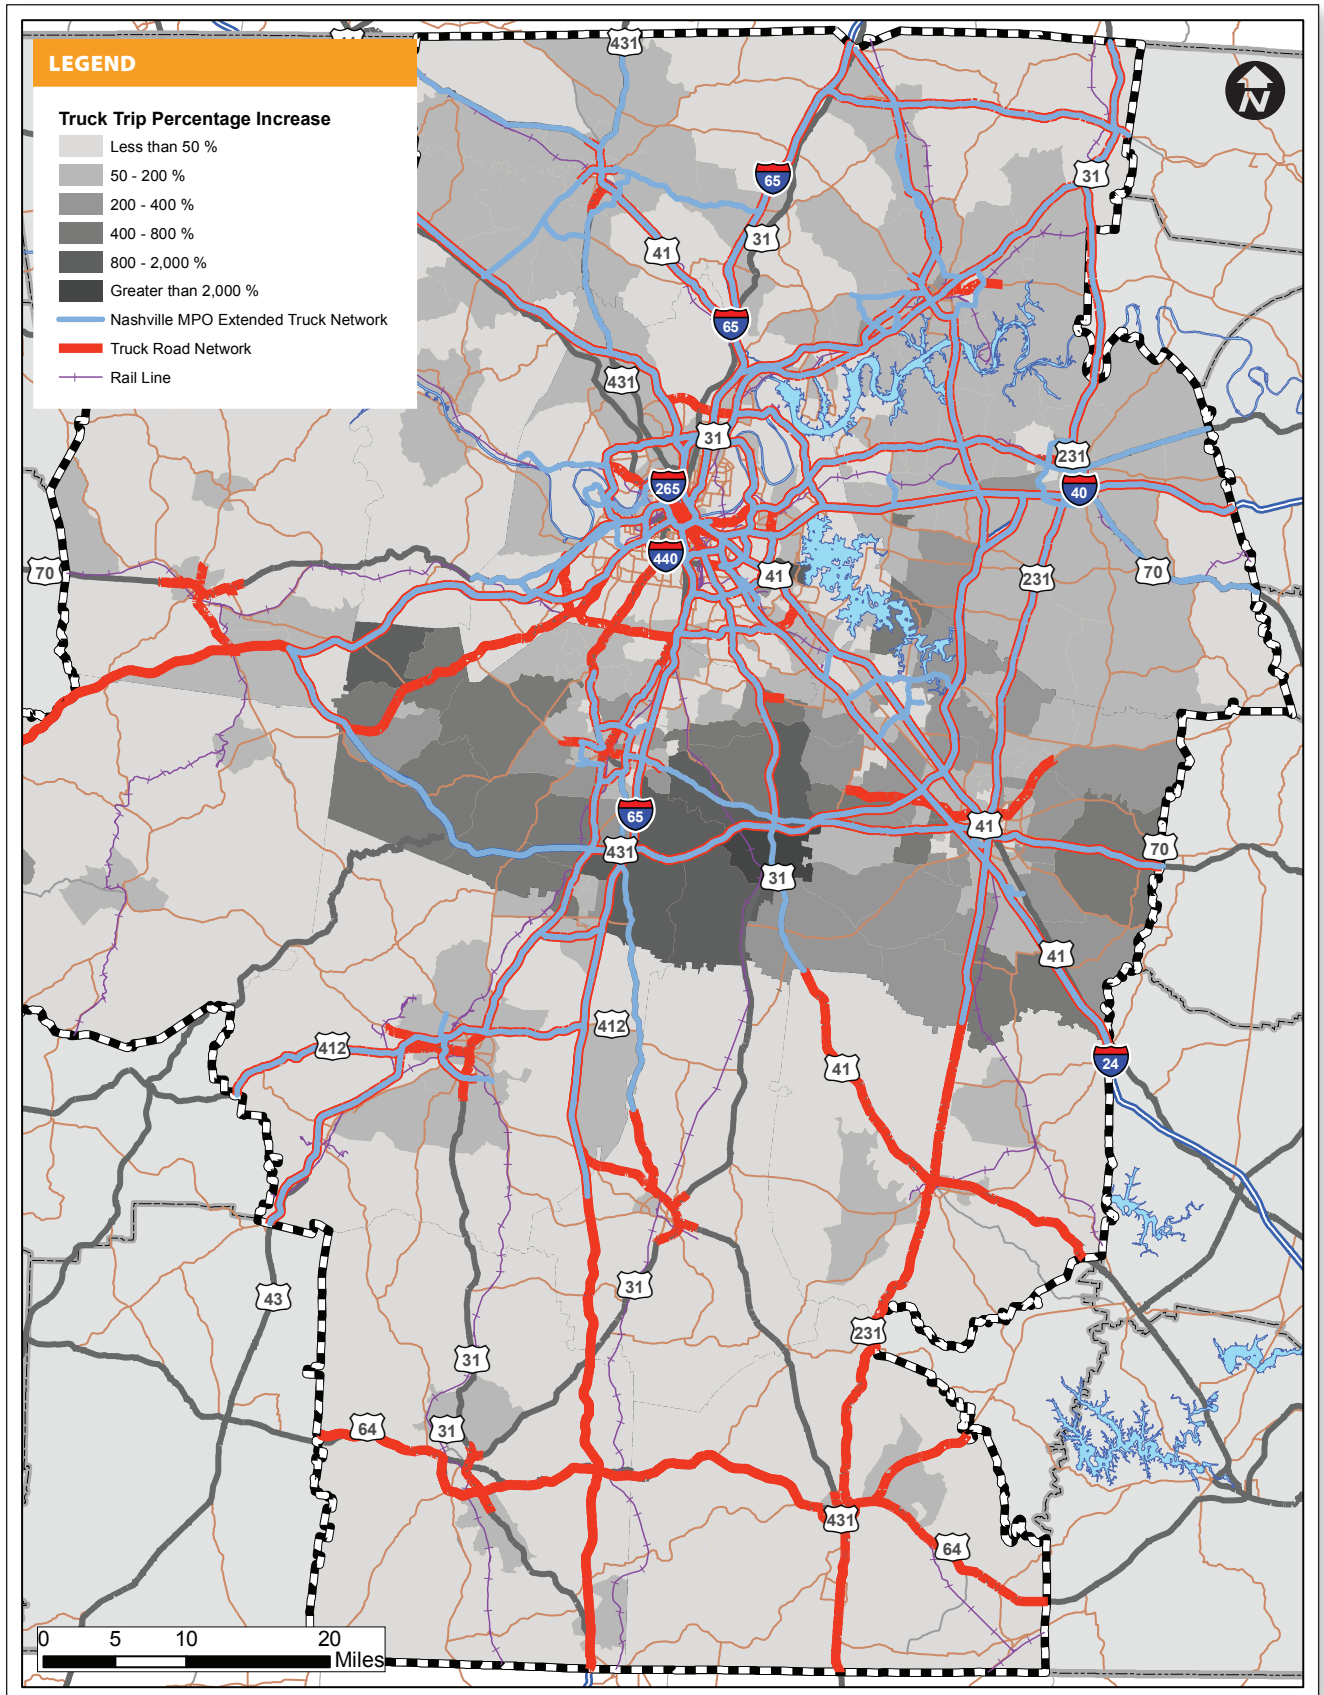 LEGEND
Truck Trip Percentage Increase
Less than 50 %
50 - 200 %
200 - 400 %
400 - 800 %
800 - 2,000 %
Greater than 2,000 %
Nashville MPO Extended Truck Network
Truck Road Network
Rail Line
431
N
65
31
31
41
65
431
31
231
265
40
440
41
70
231
70
65
41
431
70
31
41
412
412
24
41
43
31
231
31
64
31
431
64
0 5 10 20
Miles